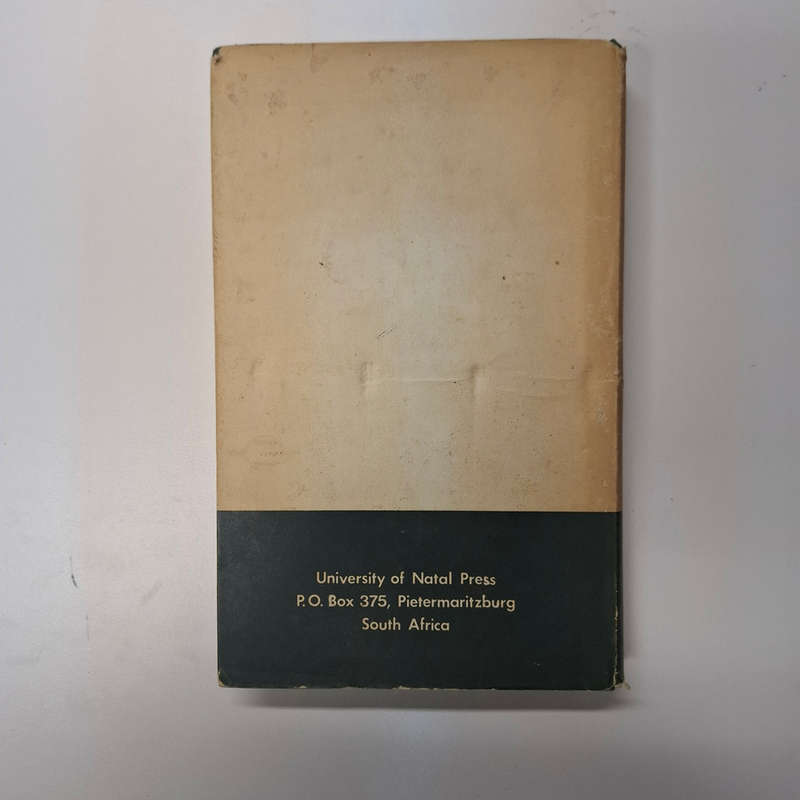 University of Natal Press
P.O. Box 375, Pietermaritzburg
South Africa